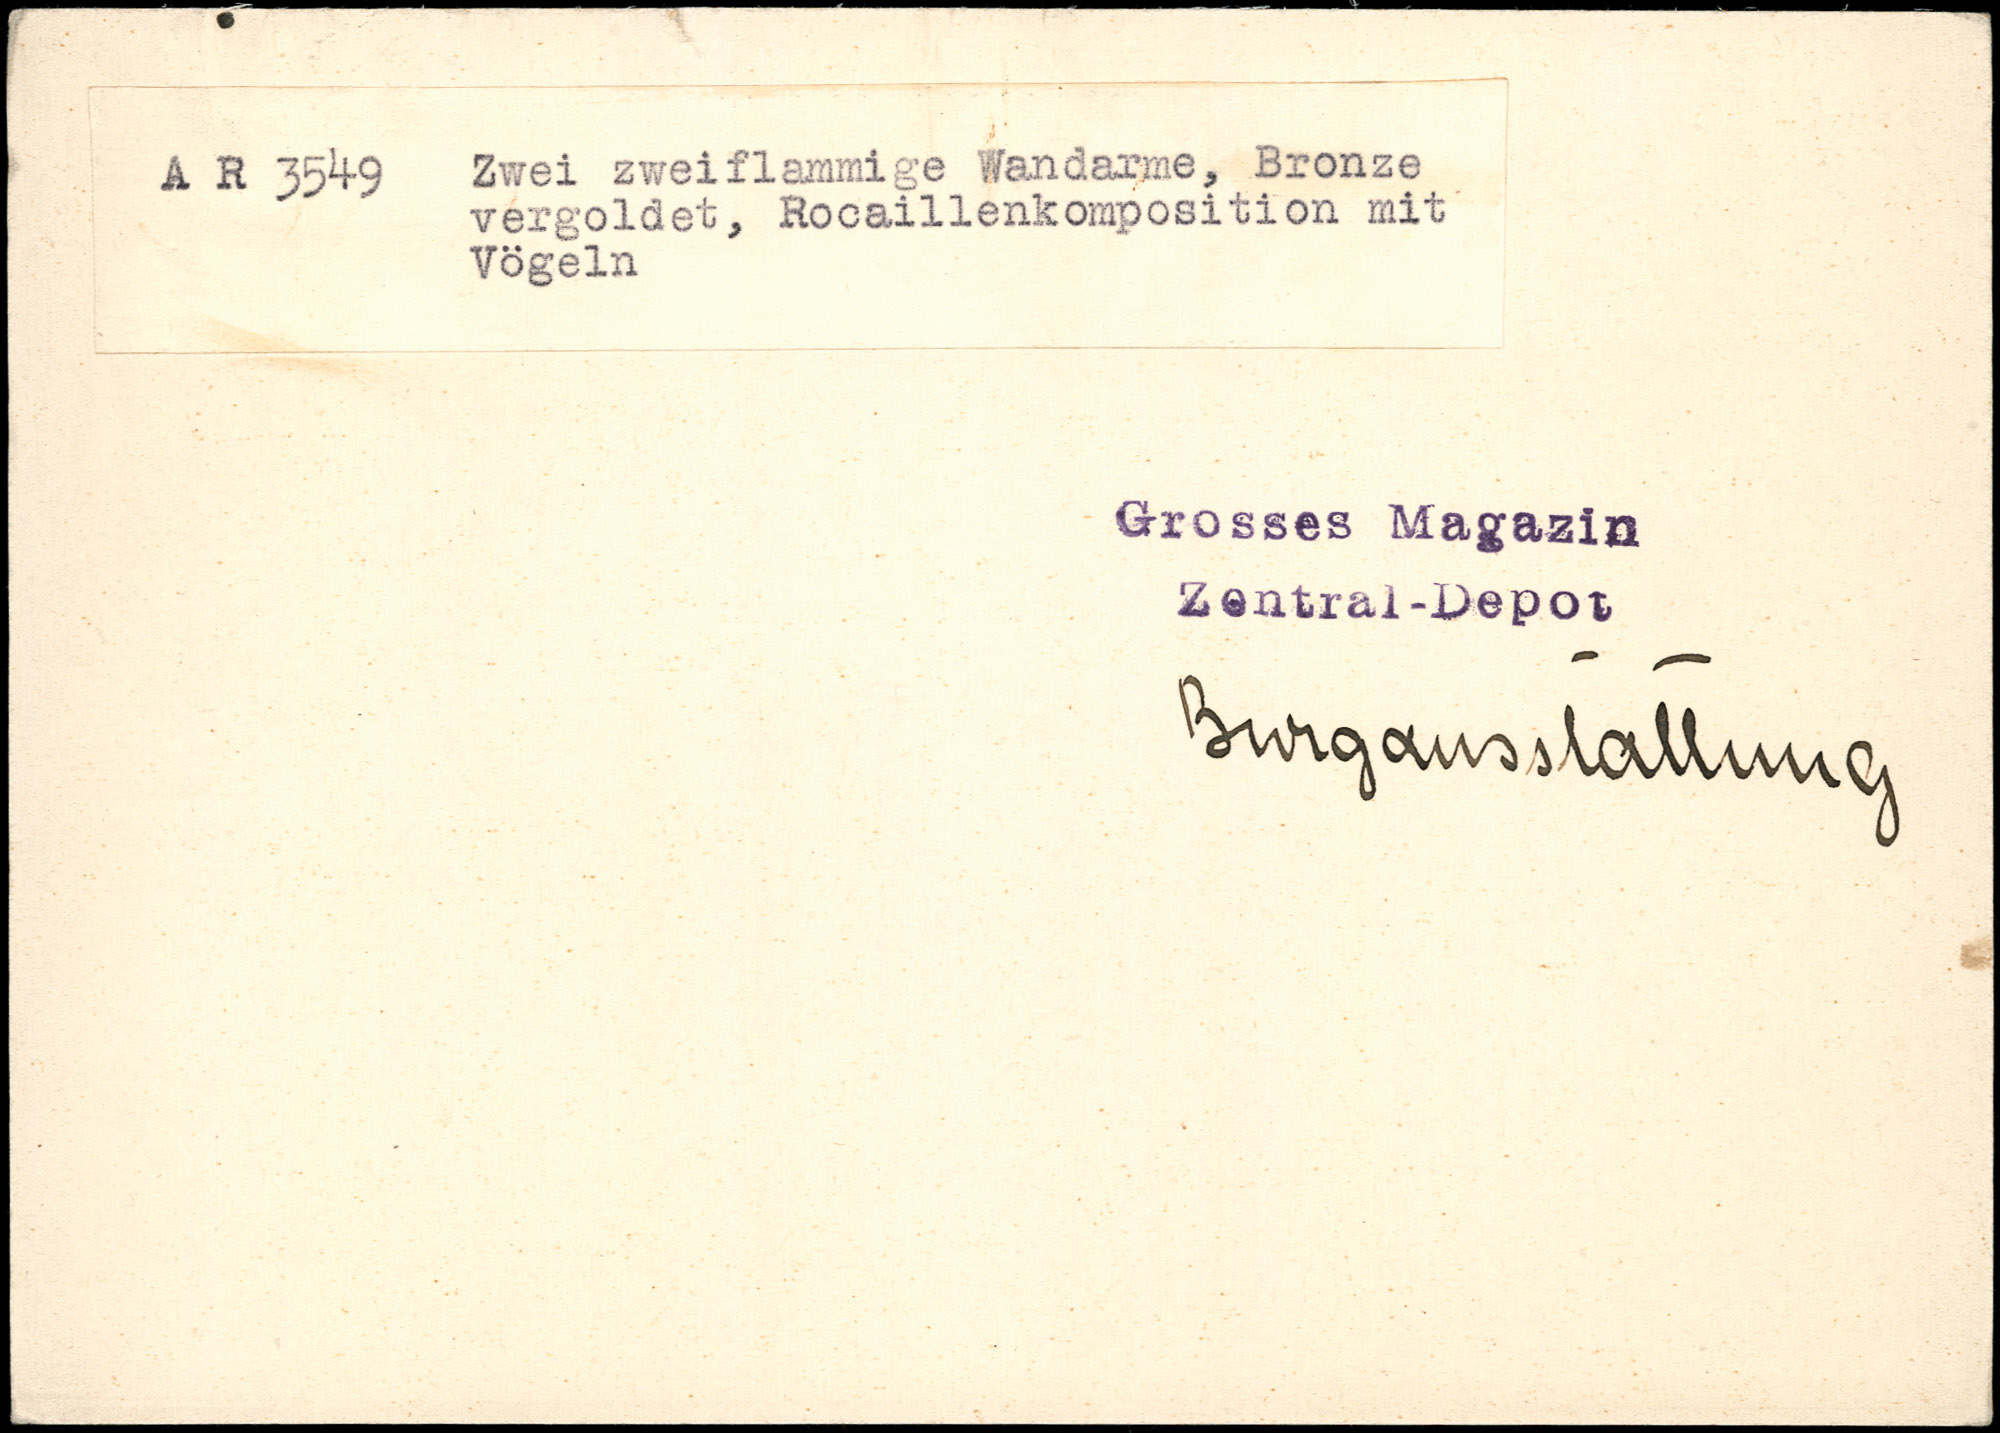 A R 3549 Zwei zweiflammige Wandarme, Bronze
vergoldet, Rocaillenkomposition mit
Vögeln
Grosses Magazin
Zentral-Depot
Burgausstattung